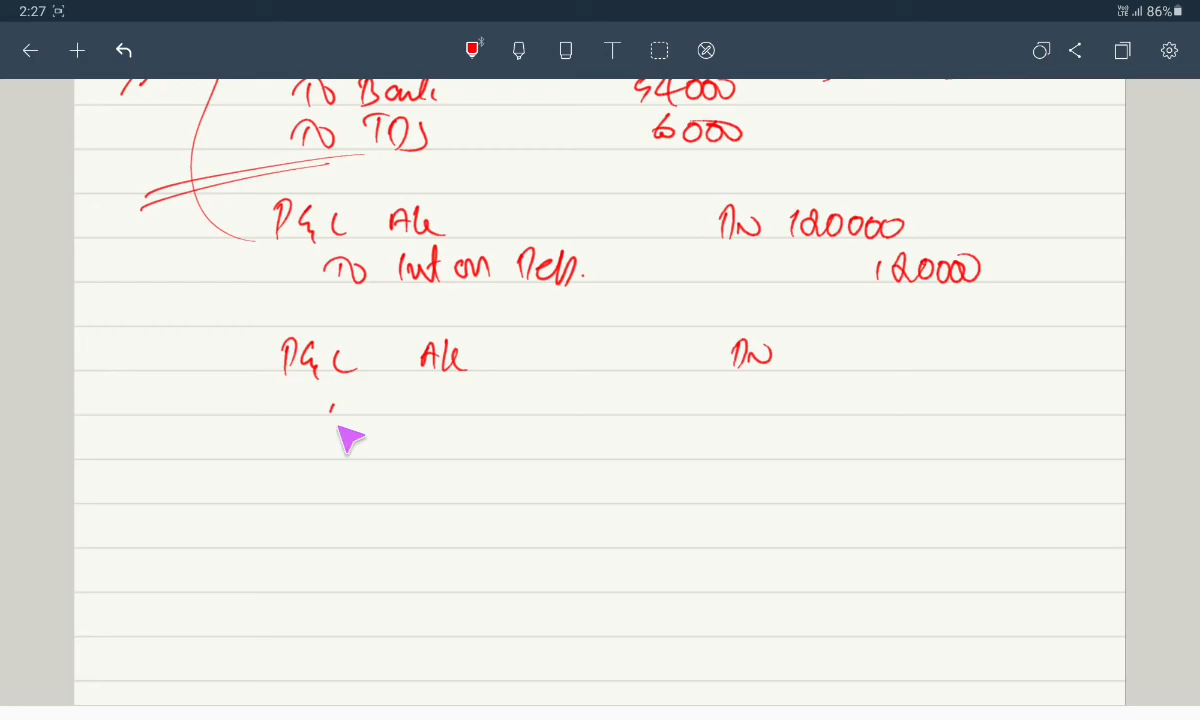 2:27 86%
To Bank 54000
To TDS 6000
P&L A/c Dr 120000
To Int on Deb. 120000
P&L A/c Dr